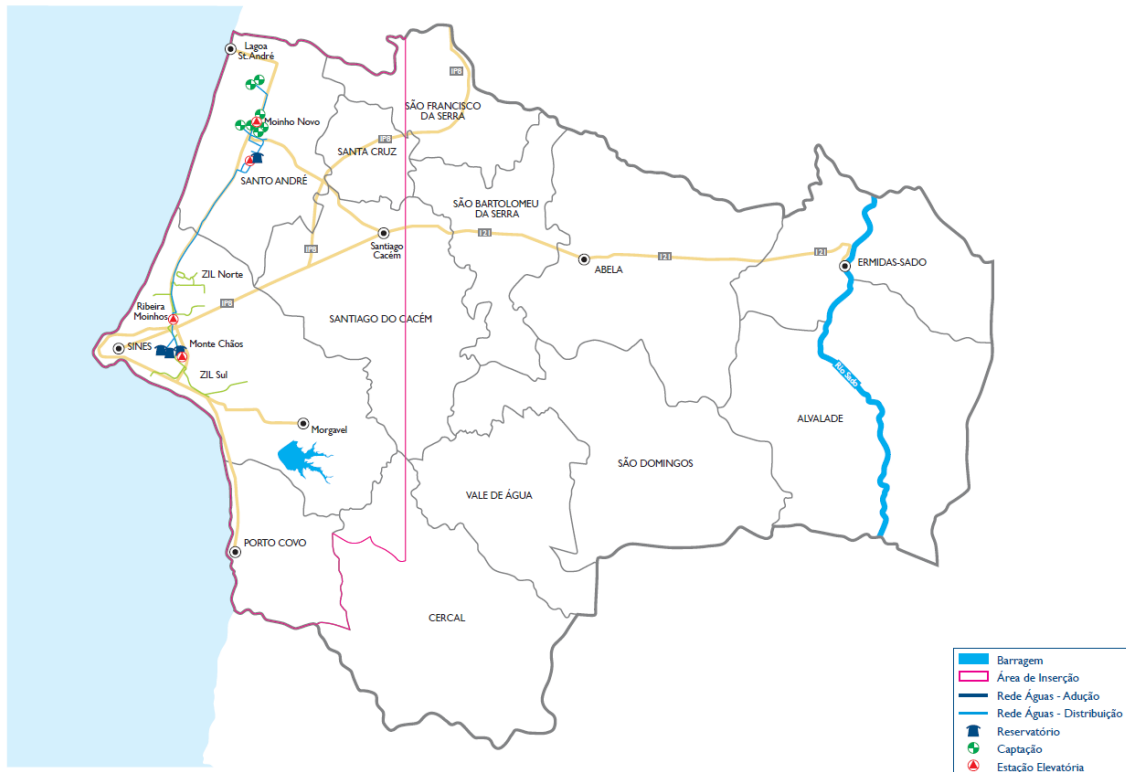 Lagoa
St.André
IP8
SÃO FRANCISCO
DA SERRA
Moinho Novo
IP8
SANTA CRUZ
SANTO ANDRÉ
SÃO BARTOLOMEU
DA SERRA
Santiago
Cacém
121
IP8
121
121
ABELA
ERMIDAS-SADO
ZIL Norte
Ribeira
Moinhos
IP8
SANTIAGO DO CACÉM
SINES
Monte Chãos
ZIL Sul
Rio Sado
Morgavel
ALVALADE
SÃO DOMINGOS
VALE DE ÁGUA
PORTO COVO
CERCAL
Barragem
Área de Inserção
Rede Águas - Adução
Rede Águas - Distribuição
Reservatório
Captação
Estação Elevatória